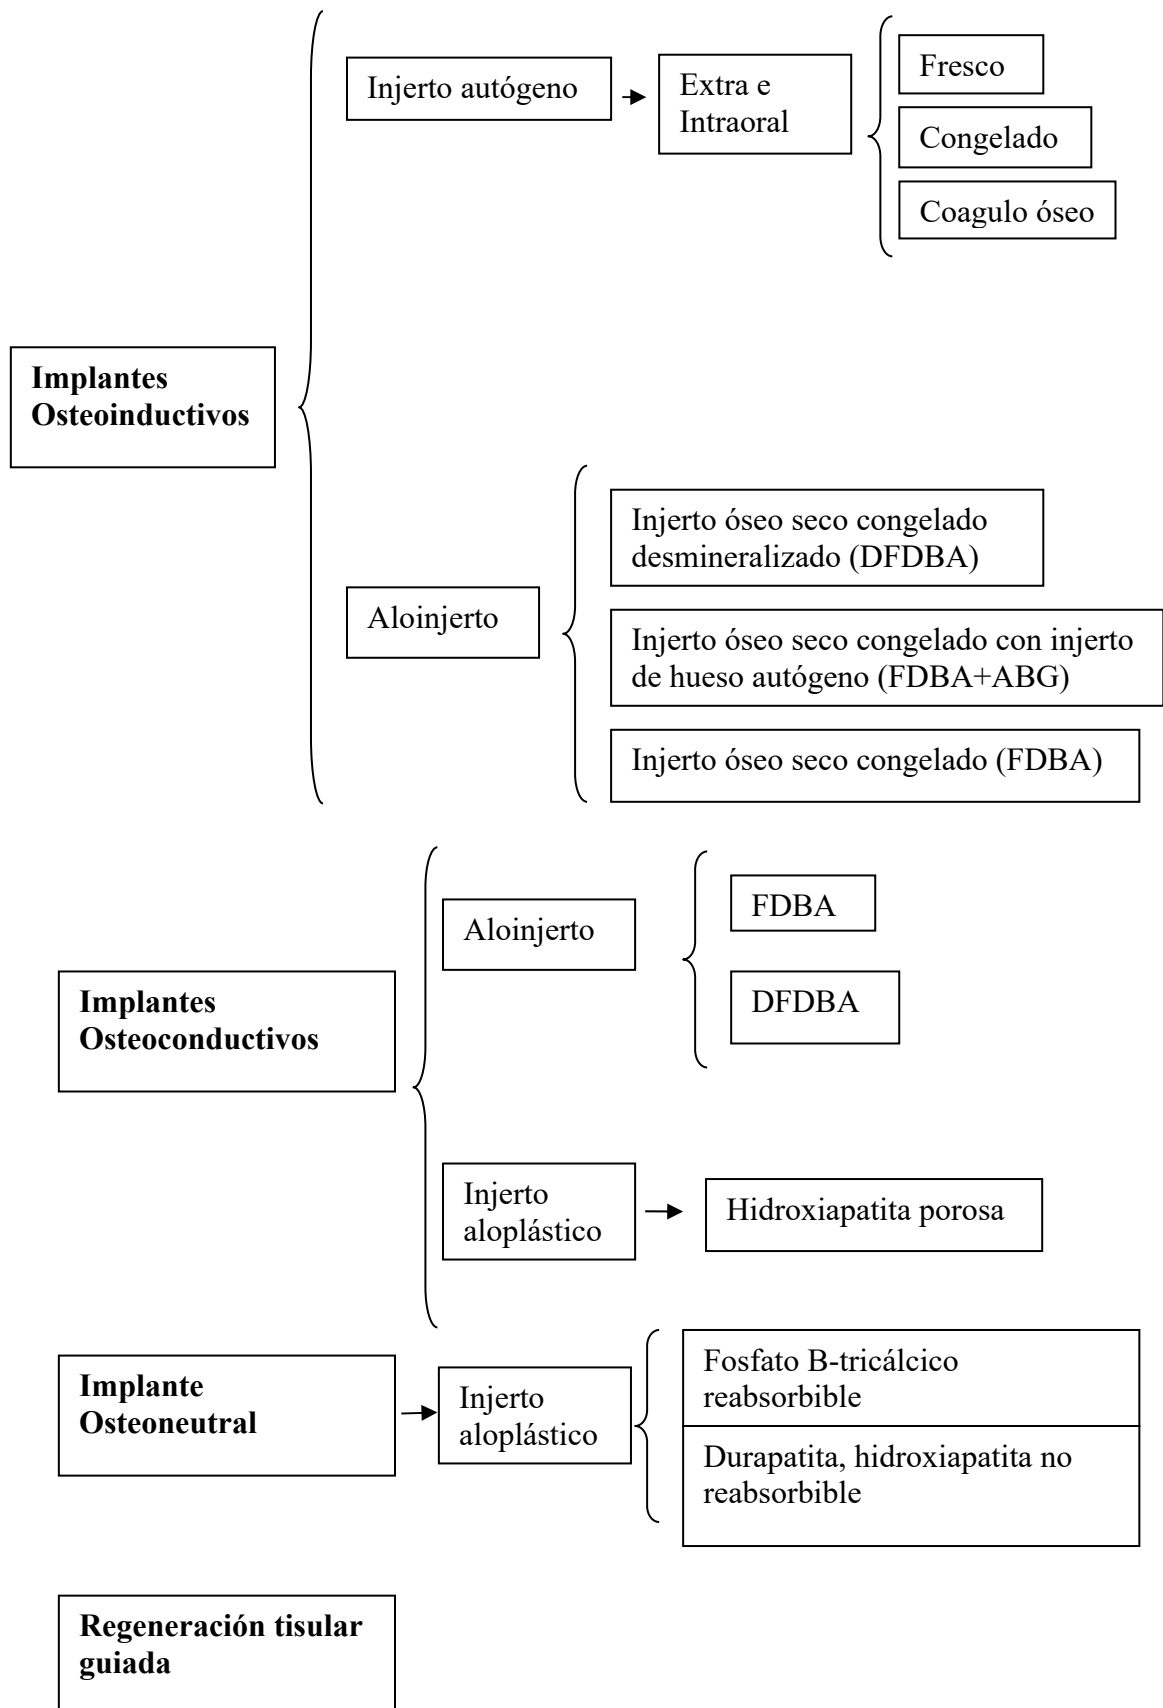 Implantes
Osteoinductivos
Injerto autógeno
Extra e
Intraoral
Fresco
Congelado
Coagulo óseo
Aloinjerto
Injerto óseo seco congelado
desmineralizado (DFDBA)
Injerto óseo seco congelado con injerto
de hueso autógeno (FDBA+ABG)
Injerto óseo seco congelado (FDBA)
Implantes
Osteoconductivos
Aloinjerto
FDBA
DFDBA
Injerto
aloplástico
Hidroxiapatita porosa
Implante
Osteoneutral
Injerto
aloplástico
Fosfato B-tricálcico
reabsorbible
Durapatita, hidroxiapatita no
reabsorbible
Regeneración tisular
guiada